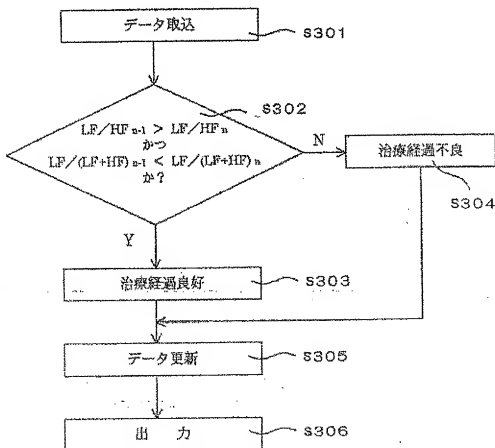 データ取込
S301
S302
LF/HF n-1 > LF/HF n
かつ
LF/(LF+HF) n-1 < LF/(LF+HF) n
か?
N
治療経過不良
S304
Y
治療経過良好
S303
データ更新
S305
出 力
S306